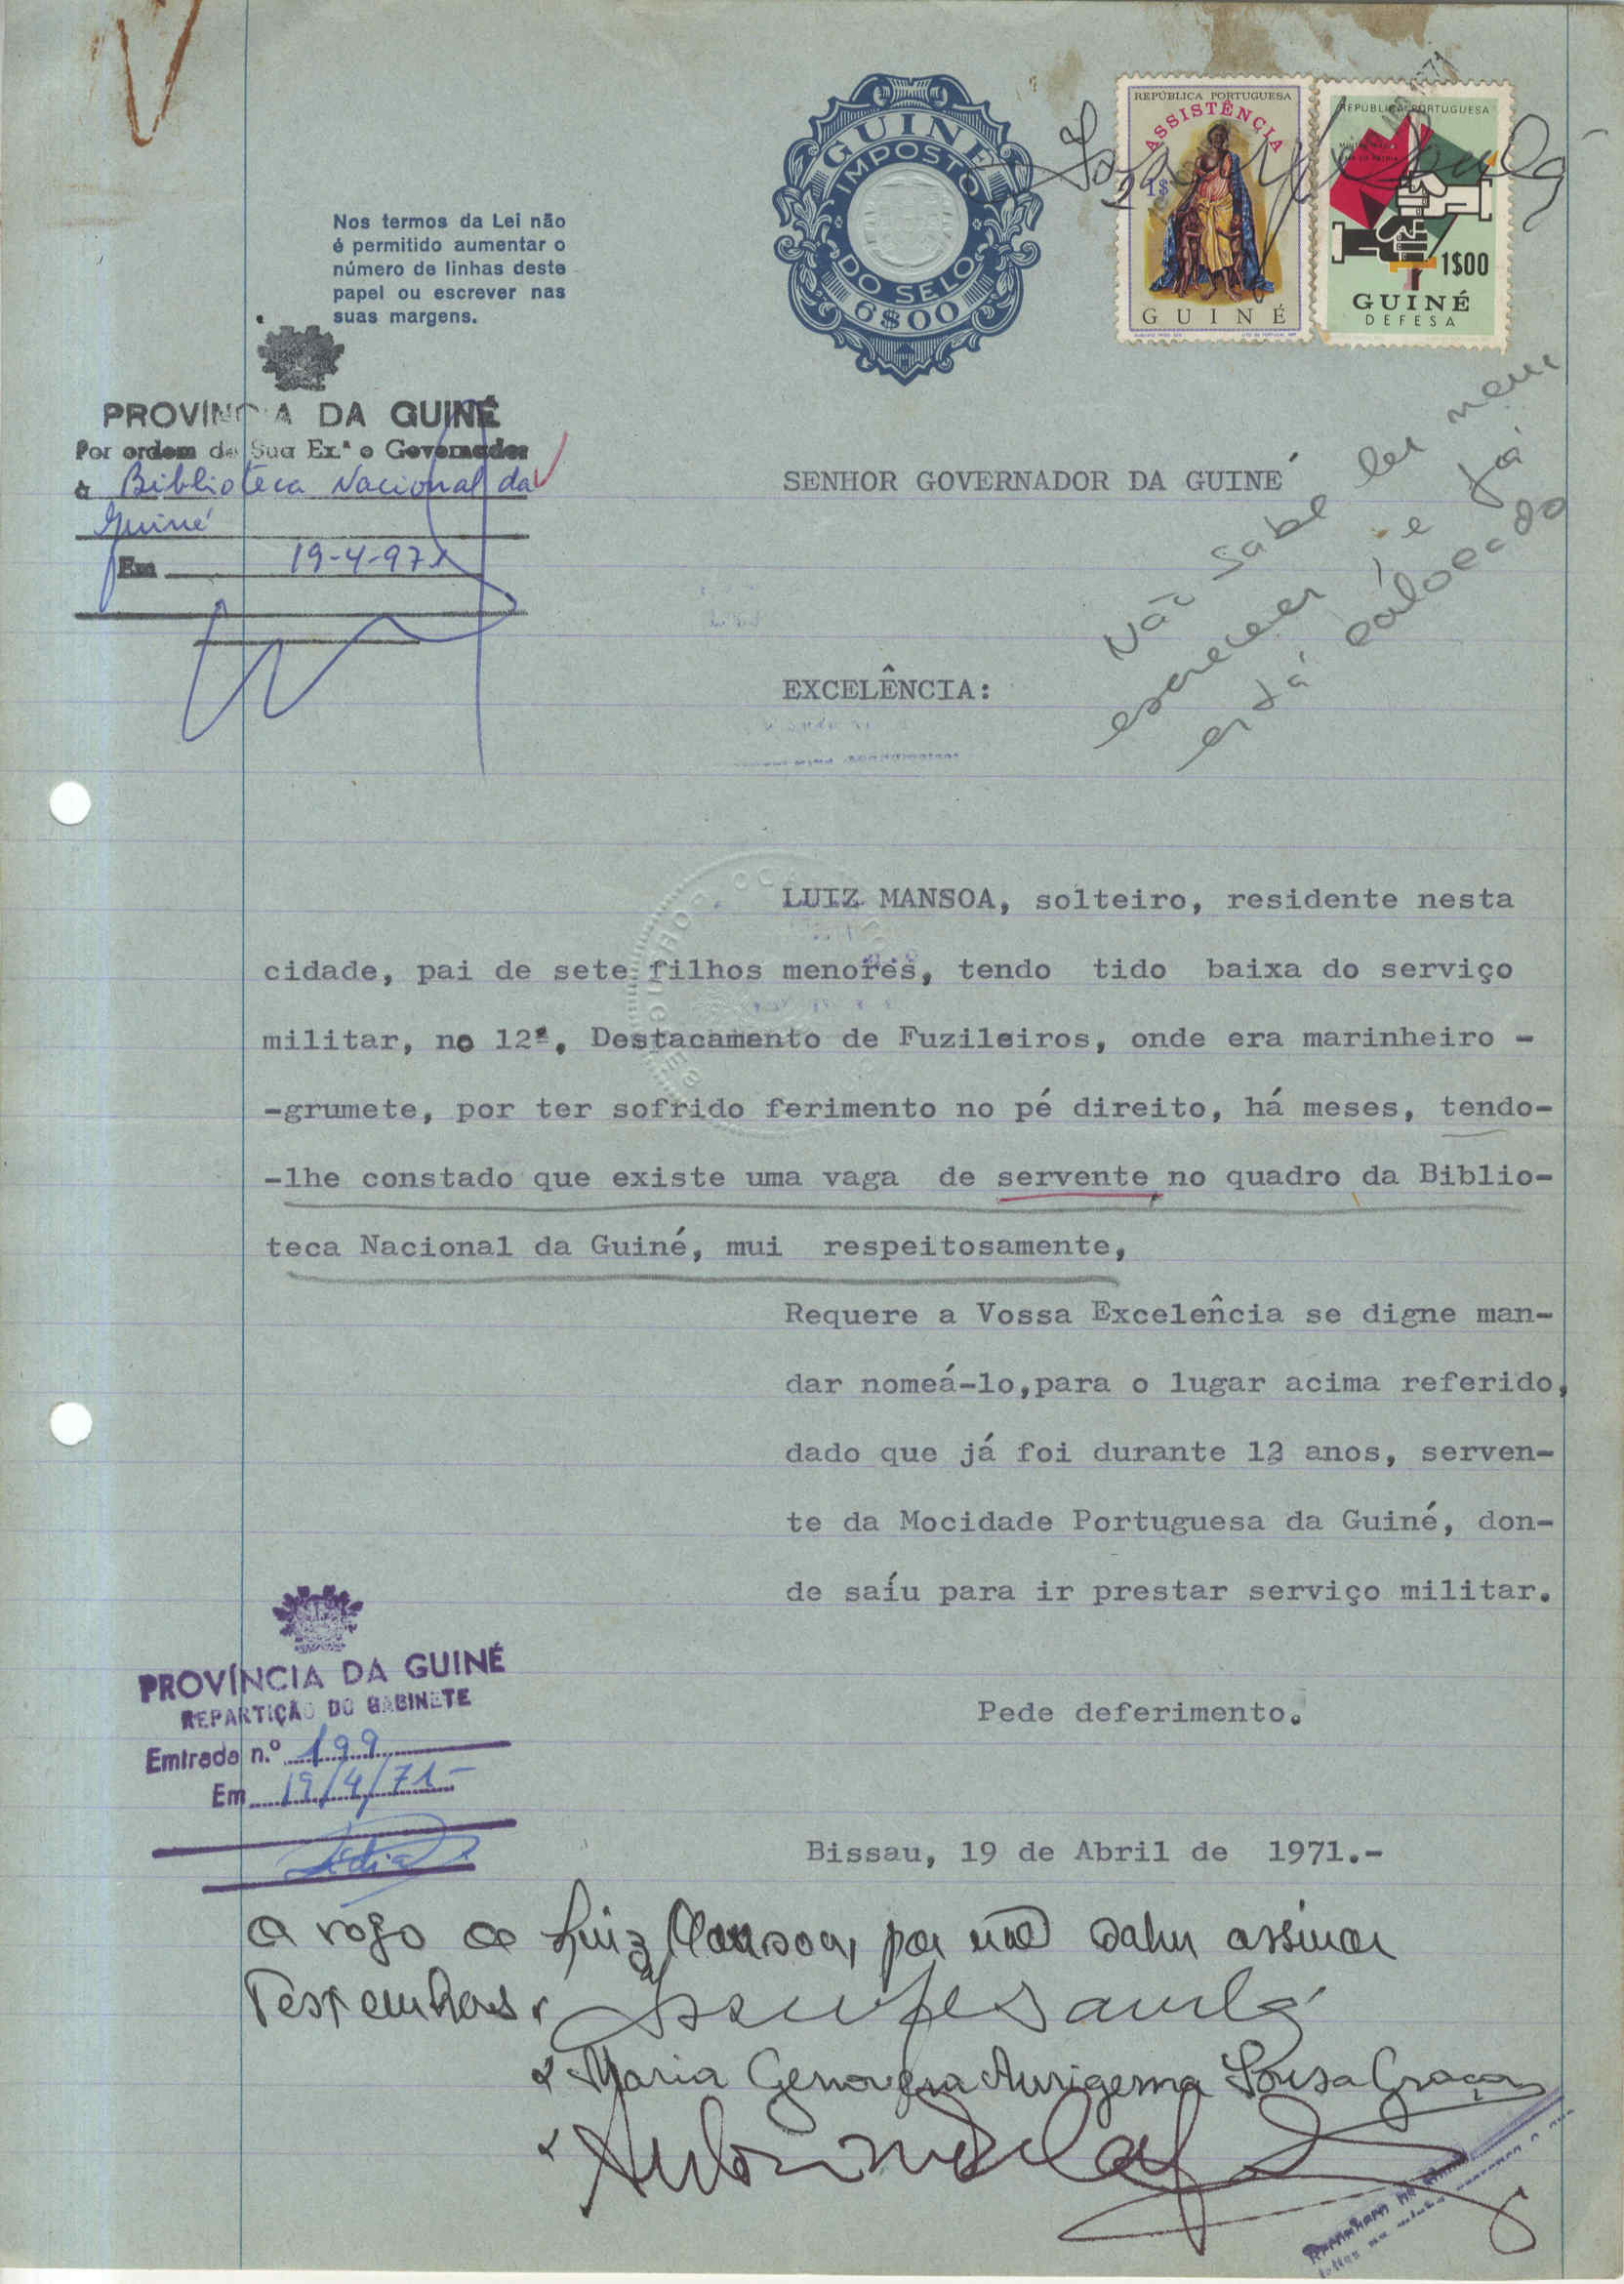 GUINÉ
IMPOSTO
DO SELO
6$00
REPÚBLICA PORTUGUESA
ASSISTÊNCIA
1$
GUINÉ
REPÚBLICA PORTUGUESA
1$00
GUINÉ
DEFESA
Nos termos da Lei não
é permitido aumentar o
número de linhas deste
papel ou escrever nas
suas margens.
PROVÍNCIA DA GUINÉ
Por ordem de Sua Ex.ª o Governador
à Biblioteca Nacional da
Guiné
Em 19-4-971
Não sabe ler nem
escrever, e já
está colocado
SENHOR GOVERNADOR DA GUINÉ
EXCELÊNCIA:
LUIZ MANSOA, solteiro, residente nesta
cidade, pai de sete filhos menores, tendo tido baixa do serviço
militar, no 12º. Destacamento de Fuzileiros, onde era marinheiro -
-grumete, por ter sofrido ferimento no pé direito, há meses, tendo-
-lhe constado que existe uma vaga de servente no quadro da Biblio-
teca Nacional da Guiné, mui respeitosamente,
Requere a Vossa Excelência se digne man-
dar nomeá-lo,para o lugar acima referido,
dado que já foi durante 12 anos, serven-
te da Mocidade Portuguesa da Guiné, don-
de saíu para ir prestar serviço militar.
PROVÍNCIA DA GUINÉ
REPARTIÇÃO DO GABINETE
Entrada n.º 199
Em 19/4/71-
Pede deferimento.
Bissau, 19 de Abril de 1971.-
A rogo de Luiz Mansoa, por não saber assinar
Testemunhas:
Maria Genoveva Aurigema Sousa Graça